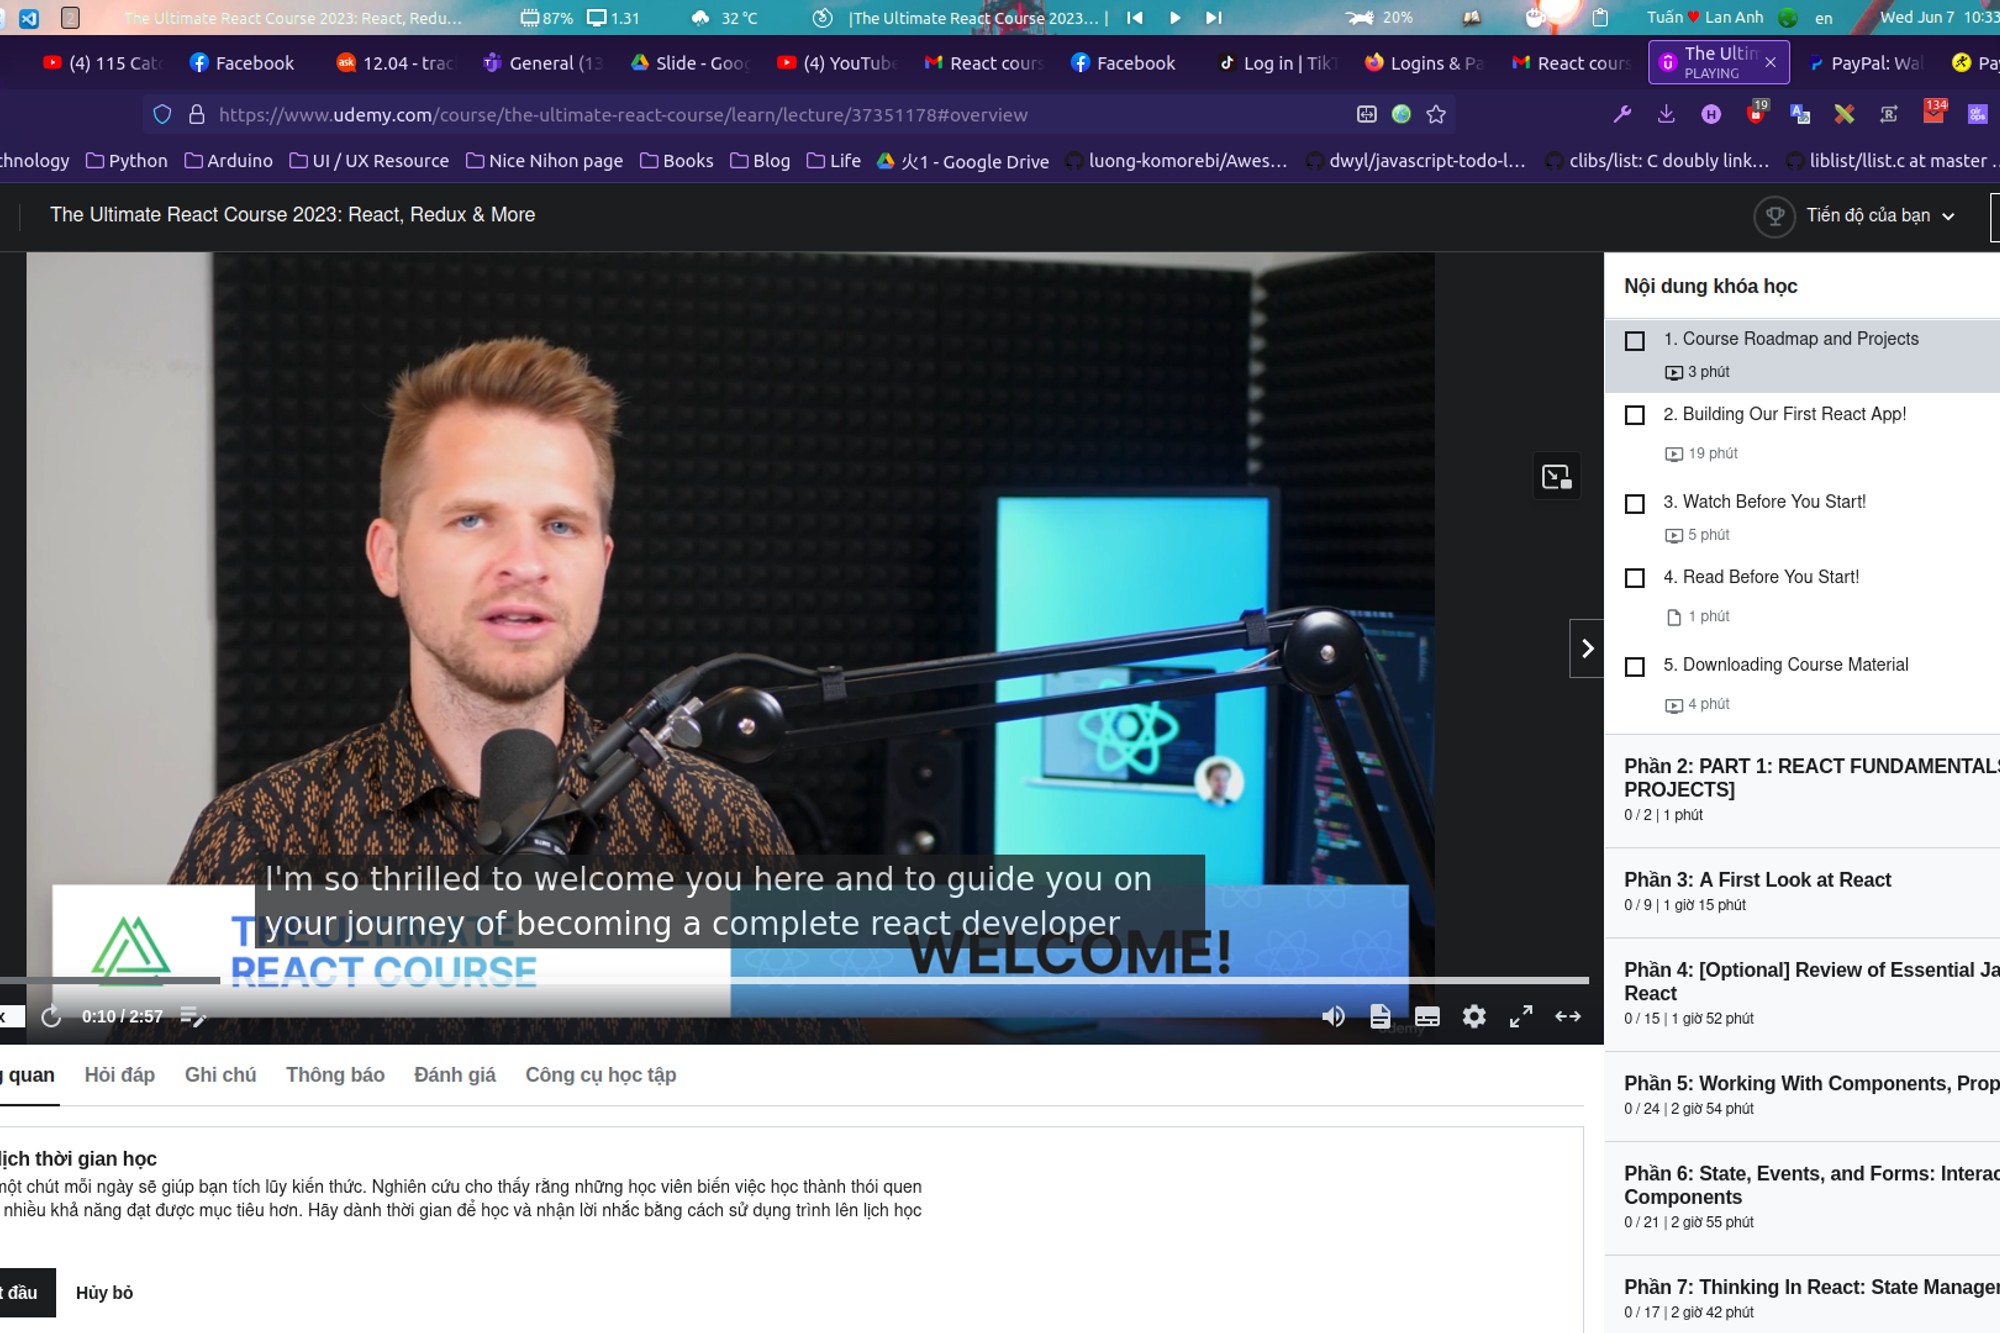 The Ultimate React Course 2023: React, Redu... 87% 1.31 32 °C |The Ultimate React Course 2023... | 20% Tuấn ♥ Lan Anh en Wed Jun 7 10:33
(4) 115 Cat Facebook 12.04 - trac General (13 Slide - Goog (4) YouTube React cours Facebook Log in | TikT Logins & Pa React cours The Ultim PayPal: Wal Pa
PLAYING
https://www.udemy.com/course/the-ultimate-react-course/learn/lecture/37351178#overview 19 134
chnology Python Arduino UI / UX Resource Nice Nihon page Books Blog Life 火1 - Google Drive luong-komorebi/Awes... dwyl/javascript-todo-l... clibs/list: C doubly link... liblist/llist.c at master ...
The Ultimate React Course 2023: React, Redux & More Tiến độ của bạn
I'm so thrilled to welcome you here and to guide you on
your journey of becoming a complete react developer
THE ULTIMATE
REACT COURSE
WELCOME!
x 0:10 / 2:57
udemy
Nội dung khóa học
1. Course Roadmap and Projects
3 phút
2. Building Our First React App!
19 phút
3. Watch Before You Start!
5 phút
4. Read Before You Start!
1 phút
5. Downloading Course Material
4 phút
Phần 2: PART 1: REACT FUNDAMENTALS
PROJECTS]
0 / 2 | 1 phút
Phần 3: A First Look at React
0 / 9 | 1 giờ 15 phút
Phần 4: [Optional] Review of Essential Ja
React
0 / 15 | 1 giờ 52 phút
Phần 5: Working With Components, Prop
0 / 24 | 2 giờ 54 phút
Phần 6: State, Events, and Forms: Interac
Components
0 / 21 | 2 giờ 55 phút
Phần 7: Thinking In React: State Manage
0 / 17 | 2 giờ 42 phút
g quan Hỏi đáp Ghi chú Thông báo Đánh giá Công cụ học tập
lịch thời gian học
một chút mỗi ngày sẽ giúp bạn tích lũy kiến thức. Nghiên cứu cho thấy rằng những học viên biến việc học thành thói quen
nhiều khả năng đạt được mục tiêu hơn. Hãy dành thời gian để học và nhận lời nhắc bằng cách sử dụng trình lên lịch học
t đầu Hủy bỏ